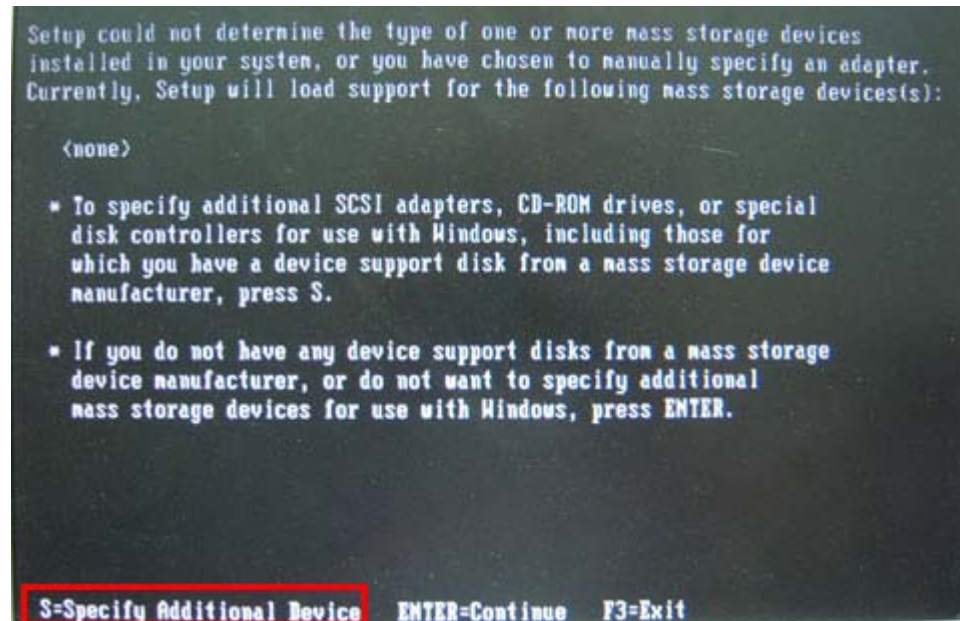 Setup could not determine the type of one or more mass storage devices
installed in your system, or you have chosen to manually specify an adapter.
Currently, Setup will load support for the following mass storage devices(s):
<none>
* To specify additional SCSI adapters, CD-ROM drives, or special
disk controllers for use with Windows, including those for
which you have a device support disk from a mass storage device
manufacturer, press S.
* If you do not have any device support disks from a mass storage
device manufacturer, or do not want to specify additional
mass storage devices for use with Windows, press ENTER.
S=Specify Additional Device ENTER=Continue F3=Exit